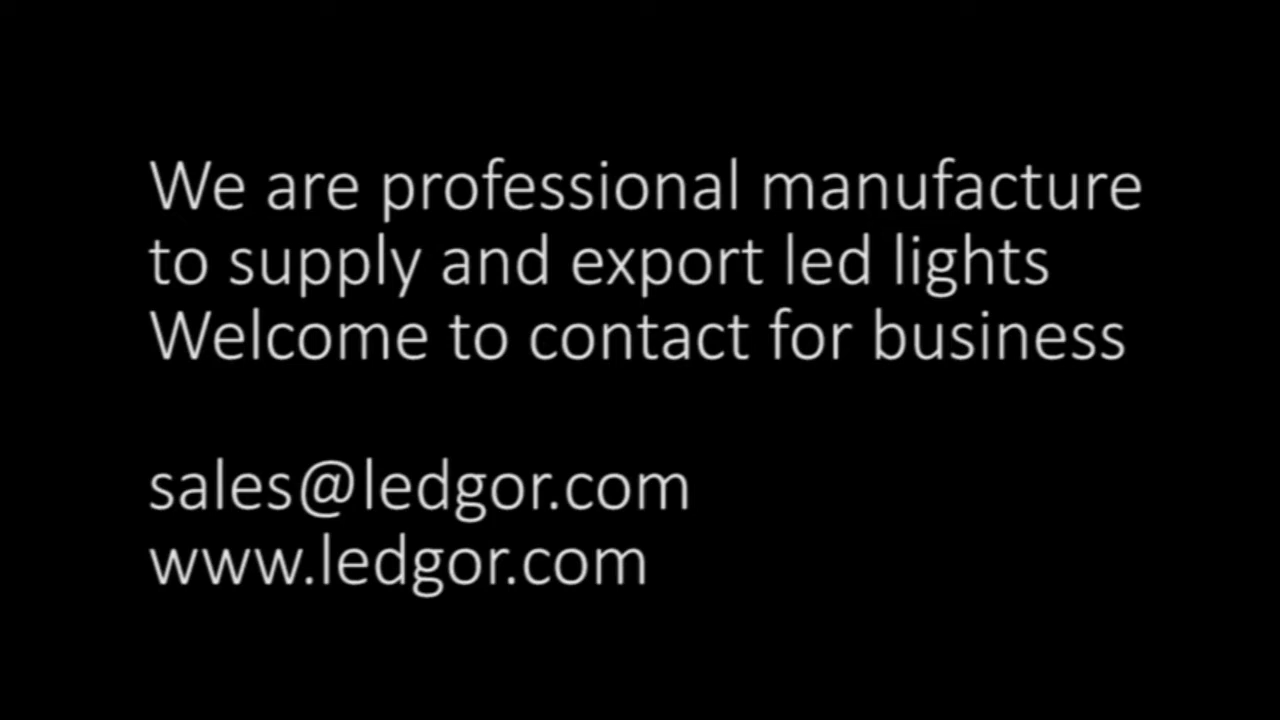 We are professional manufacture
to supply and export led lights
Welcome to contact for business
sales@ledgor.com
www.ledgor.com